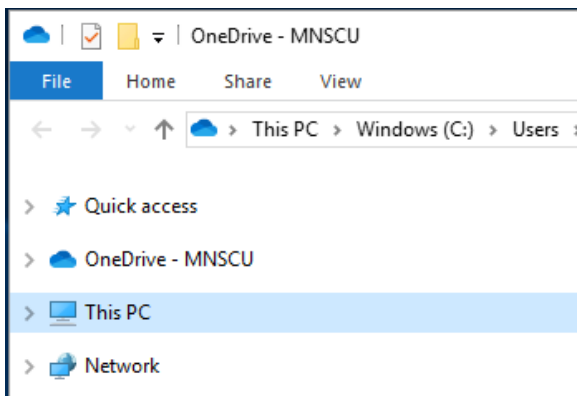 OneDrive - MNSCU
File Home Share View
This PC > Windows (C:) > Users
Quick access
OneDrive - MNSCU
This PC
Network